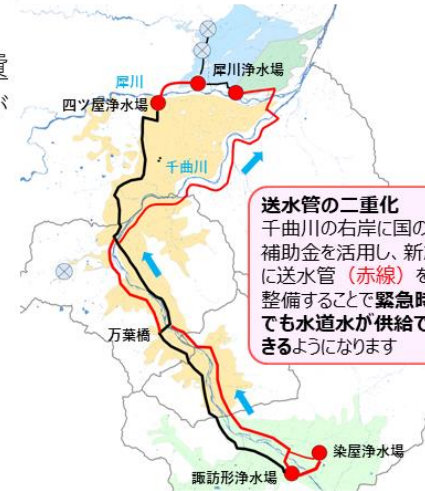 が
犀川
犀川浄水場
四ツ屋浄水場
千曲川
送水管の二重化
千曲川の右岸に国の
補助金を活用し、新
に送水管（赤線）を
整備することで緊急時
でも水道水が供給で
きるようになります
万葉橋
染屋浄水場
諏訪形浄水場